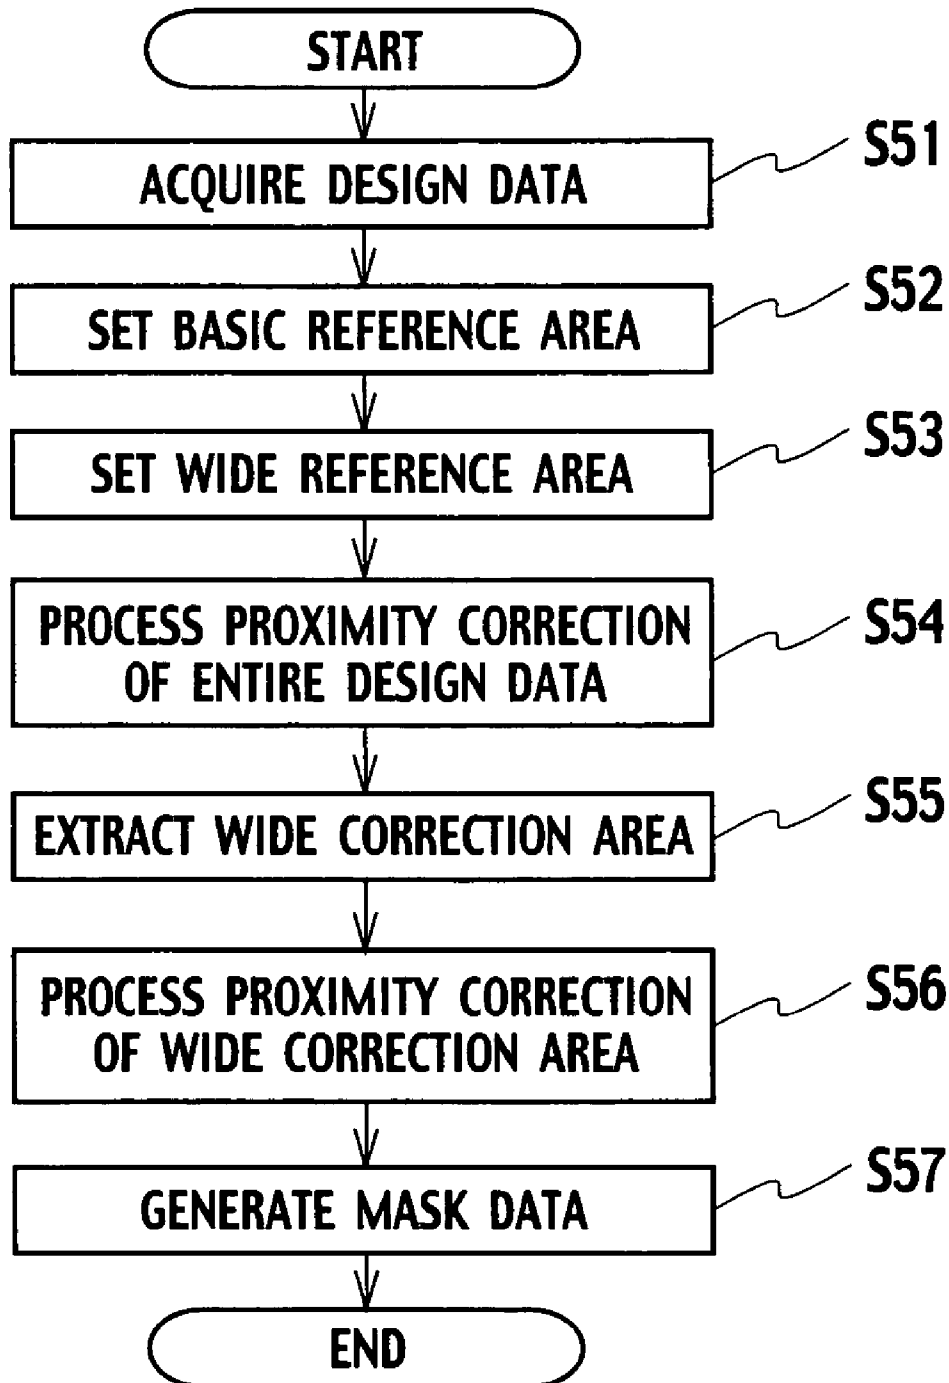 START
ACQUIRE DESIGN DATA
S51
SET BASIC REFERENCE AREA
S52
SET WIDE REFERENCE AREA
S53
PROCESS PROXIMITY CORRECTION
OF ENTIRE DESIGN DATA
S54
EXTRACT WIDE CORRECTION AREA
S55
PROCESS PROXIMITY CORRECTION
OF WIDE CORRECTION AREA
S56
GENERATE MASK DATA
S57
END